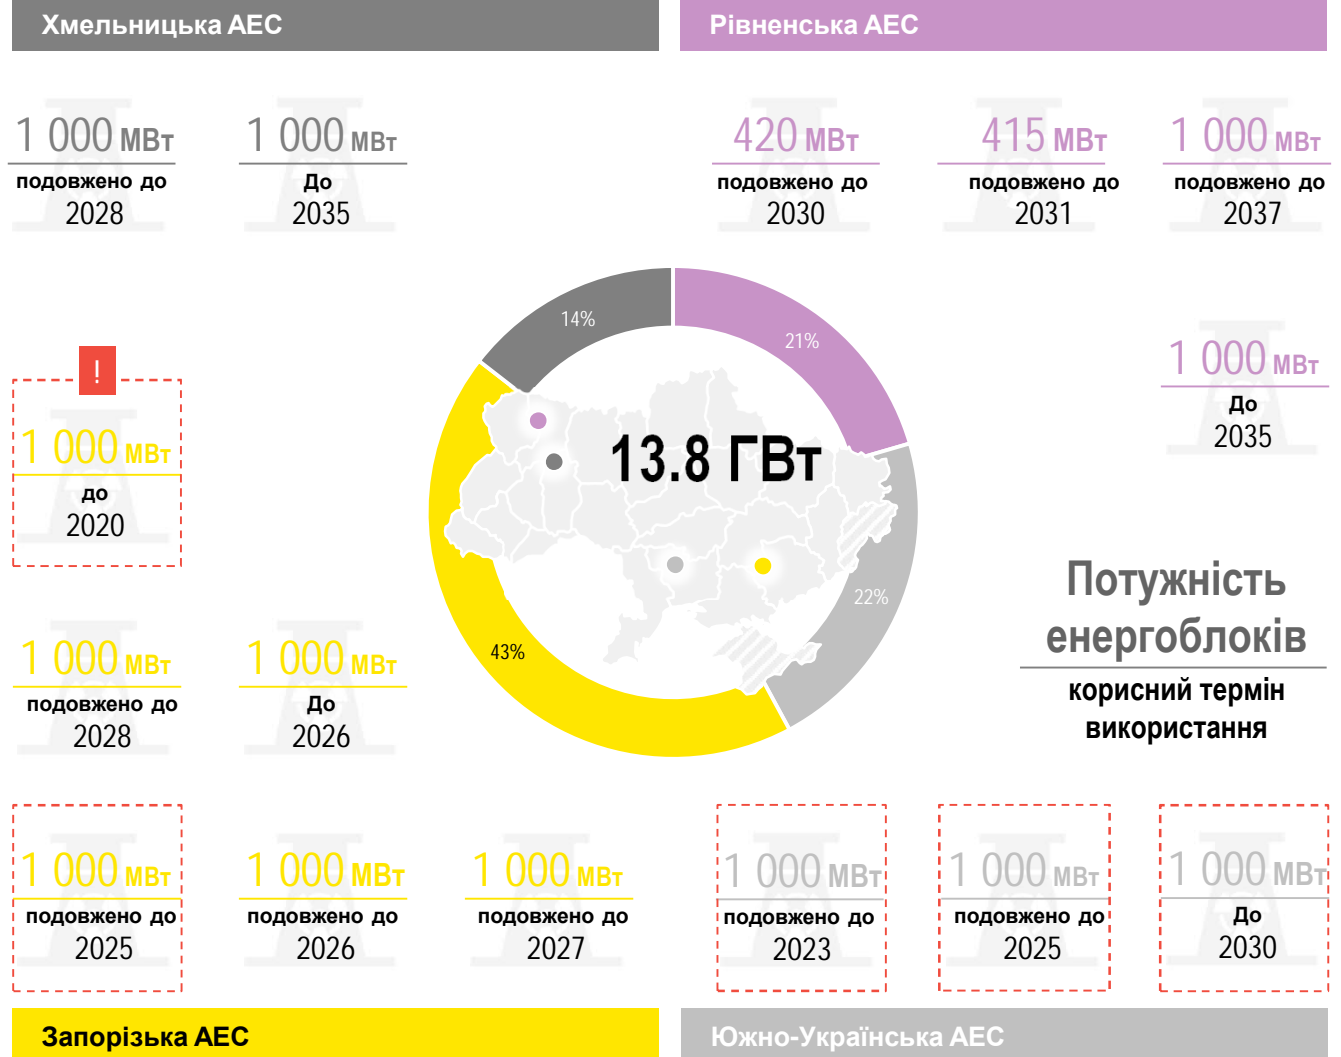 Хмельницька АЕС
Рівненська АЕС
1 000 МВт
подовжено до
2028
1 000 МВт
До
2035
420 МВт
подовжено до
2030
415 МВт
подовжено до
2031
1 000 МВт
подовжено до
2037
14%
21%
!
1 000 МВт
до
2020
1 000 МВт
До
2035
13.8 ГВт
22%
43%
Потужність
енергоблоків
корисний термін
використання
1 000 МВт
подовжено до
2028
1 000 МВт
До
2026
1 000 МВт
подовжено до
2025
1 000 МВт
подовжено до
2026
1 000 МВт
подовжено до
2027
1 000 МВт
подовжено до
2023
1 000 МВт
подовжено до
2025
1 000 МВт
До
2030
Запорізька АЕС
Южно-Українська АЕС